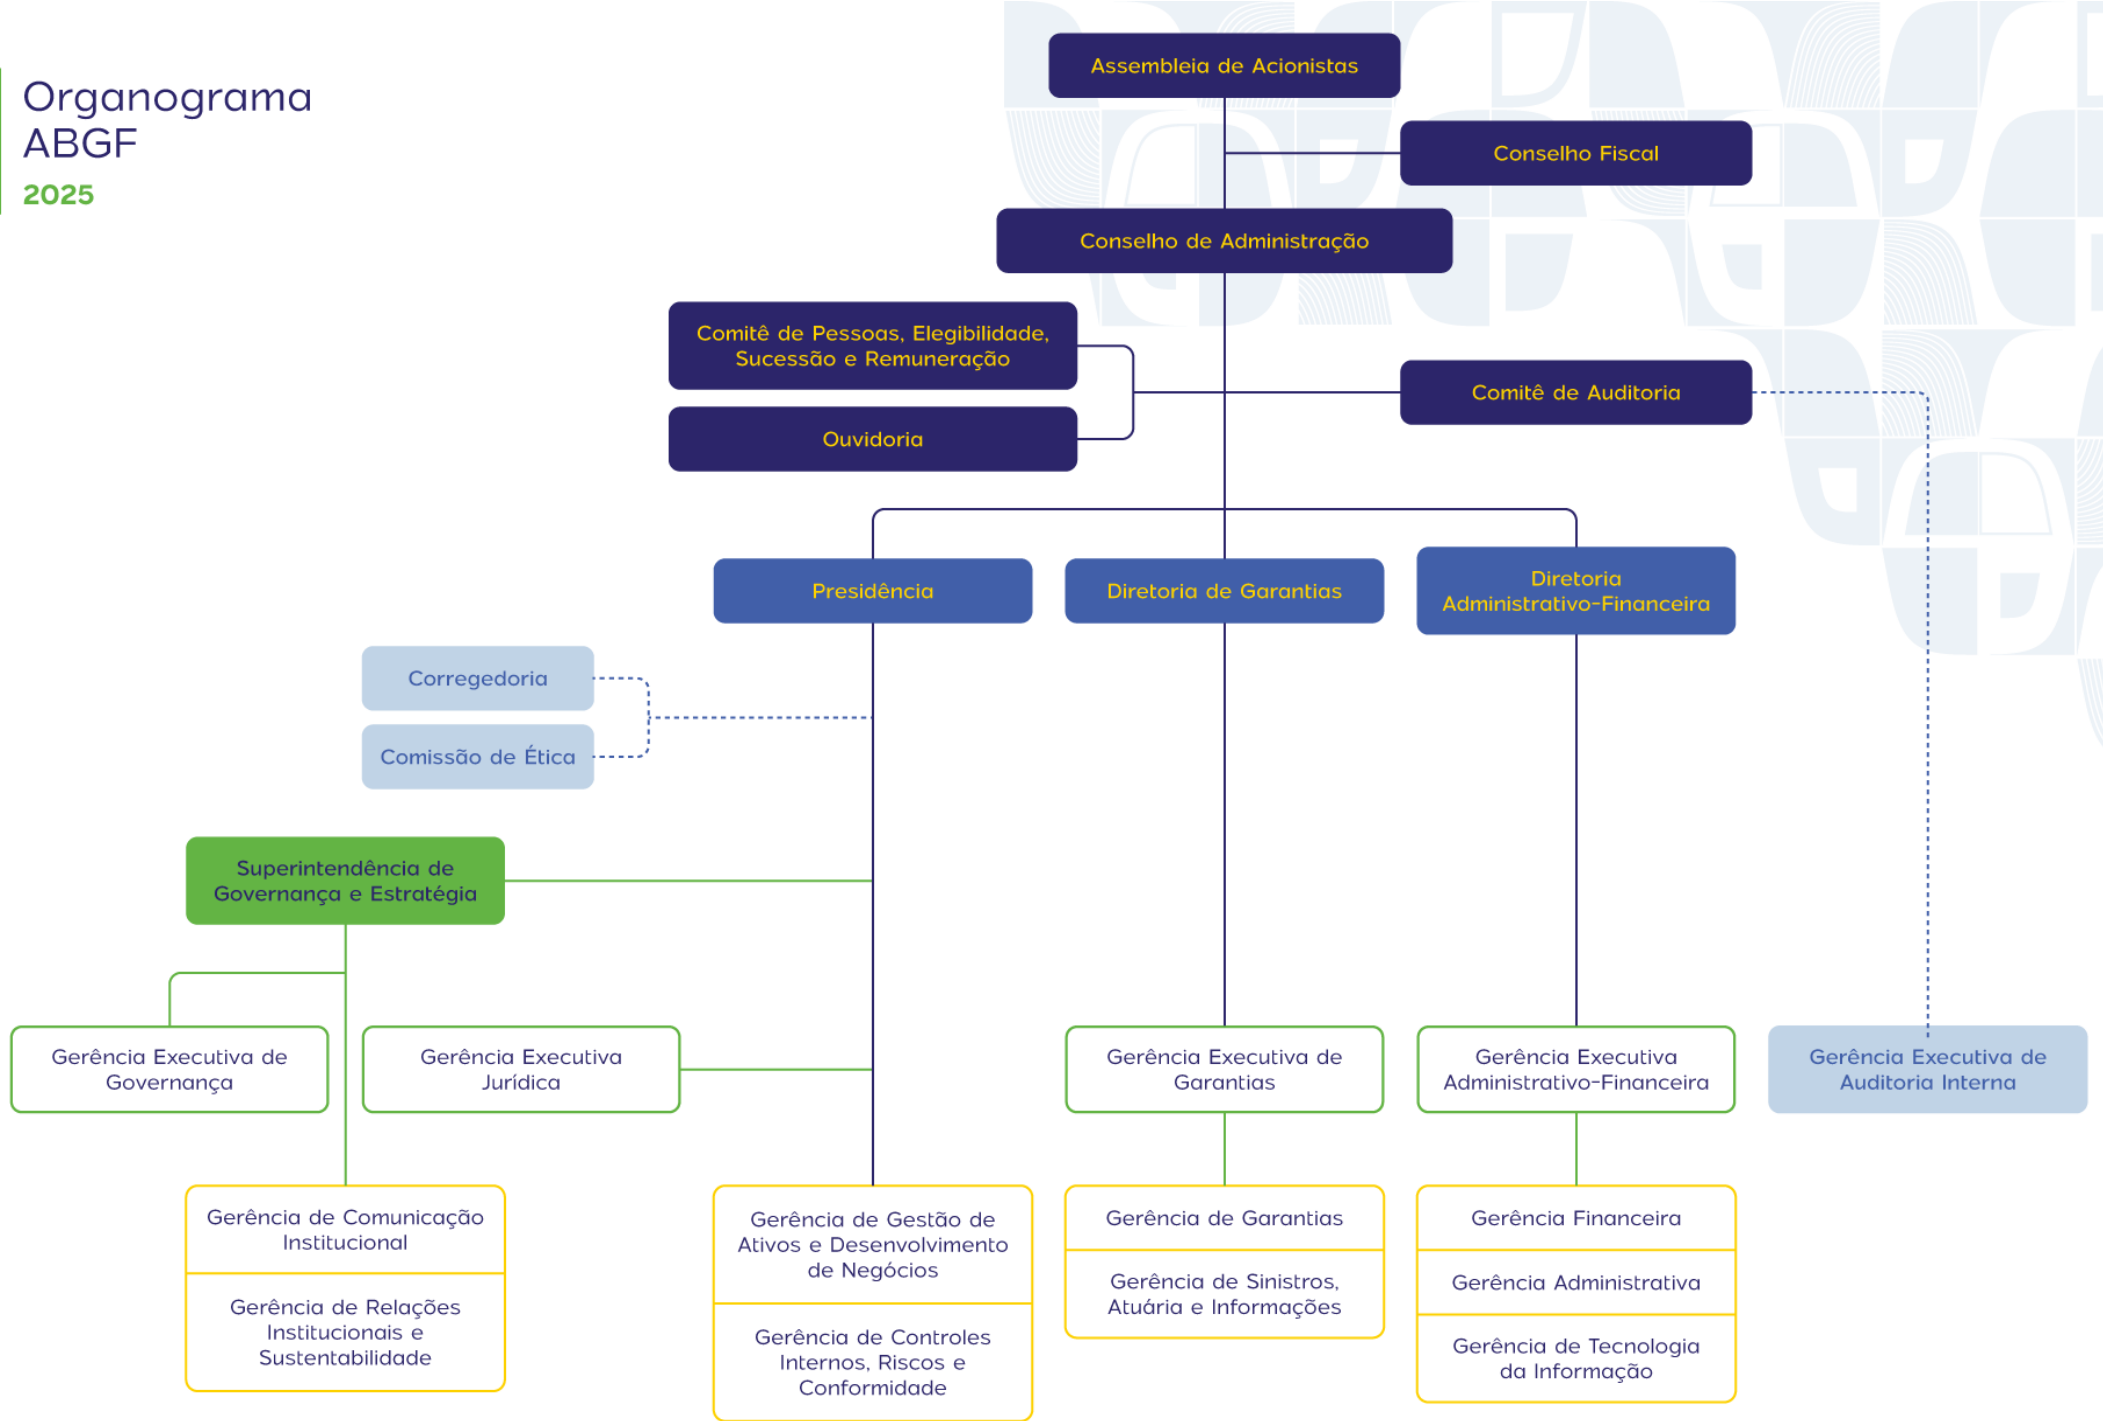 Organograma
ABGF
2025
Assembleia de Acionistas
Conselho Fiscal
Conselho de Administração
Comitê de Pessoas, Elegibilidade,
Sucessão e Remuneração
Comitê de Auditoria
Ouvidoria
Presidência
Diretoria de Garantias
Diretoria
Administrativo-Financeira
Corregedoria
Comissão de Ética
Superintendência de
Governança e Estratégia
Gerência Executiva de
Governança
Gerência Executiva
Jurídica
Gerência Executiva de
Garantias
Gerência Executiva
Administrativo-Financeira
Gerência Executiva de
Auditoria Interna
Gerência de Comunicação
Institucional
Gerência de Relações
Institucionais e
Sustentabilidade
Gerência de Gestão de
Ativos e Desenvolvimento
de Negócios
Gerência de Controles
Internos, Riscos e
Conformidade
Gerência de Garantias
Gerência de Sinistros,
Atuária e Informações
Gerência Financeira
Gerência Administrativa
Gerência de Tecnologia
da Informação